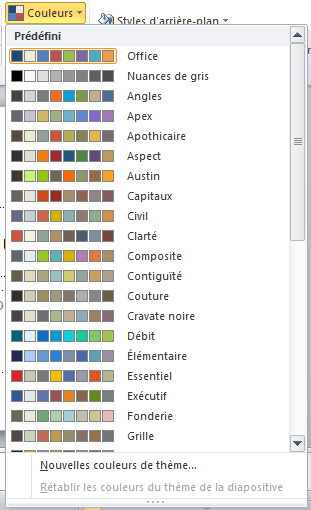 Couleurs
Styles d'arrière-plan
Prédéfini
Office
Nuances de gris
Angles
Apex
Apothicaire
Aspect
Austin
Capitaux
Civil
Clarté
Composite
Contiguïté
Couture
Cravate noire
Débit
Élémentaire
Essentiel
Exécutif
Fonderie
Grille
Nouvelles couleurs de thème...
Rétablir les couleurs du thème de la diapositive